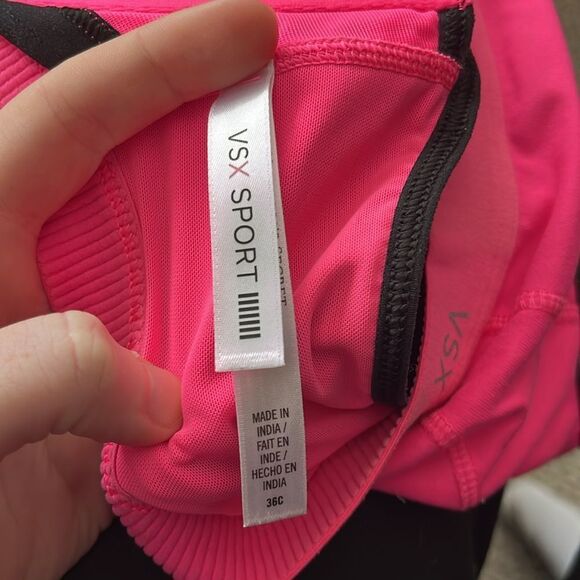 VSX SPORT
MADE IN
INDIA /
FAIT EN
INDE /
HECHO EN
INDIA
36C
VSX